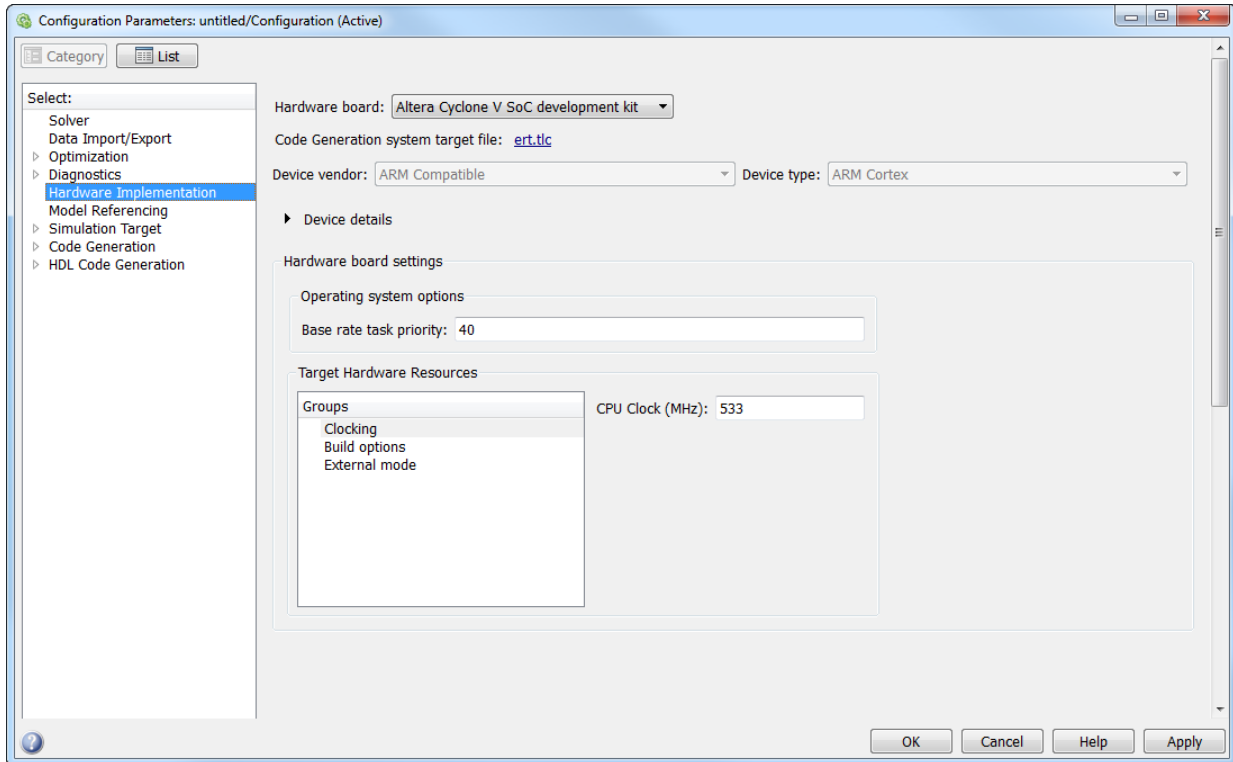 Configuration Parameters: untitled/Configuration (Active)
Category
List
Select:
Solver
Data Import/Export
Optimization
Diagnostics
Hardware Implementation
Model Referencing
Simulation Target
Code Generation
HDL Code Generation
Hardware board: Altera Cyclone V SoC development kit
Code Generation system target file: ert.tlc
Device vendor: ARM Compatible Device type: ARM Cortex
Device details
Hardware board settings
Operating system options
Base rate task priority: 40
Target Hardware Resources
Groups
Clocking
Build options
External mode
CPU Clock (MHz): 533
OK Cancel Help Apply